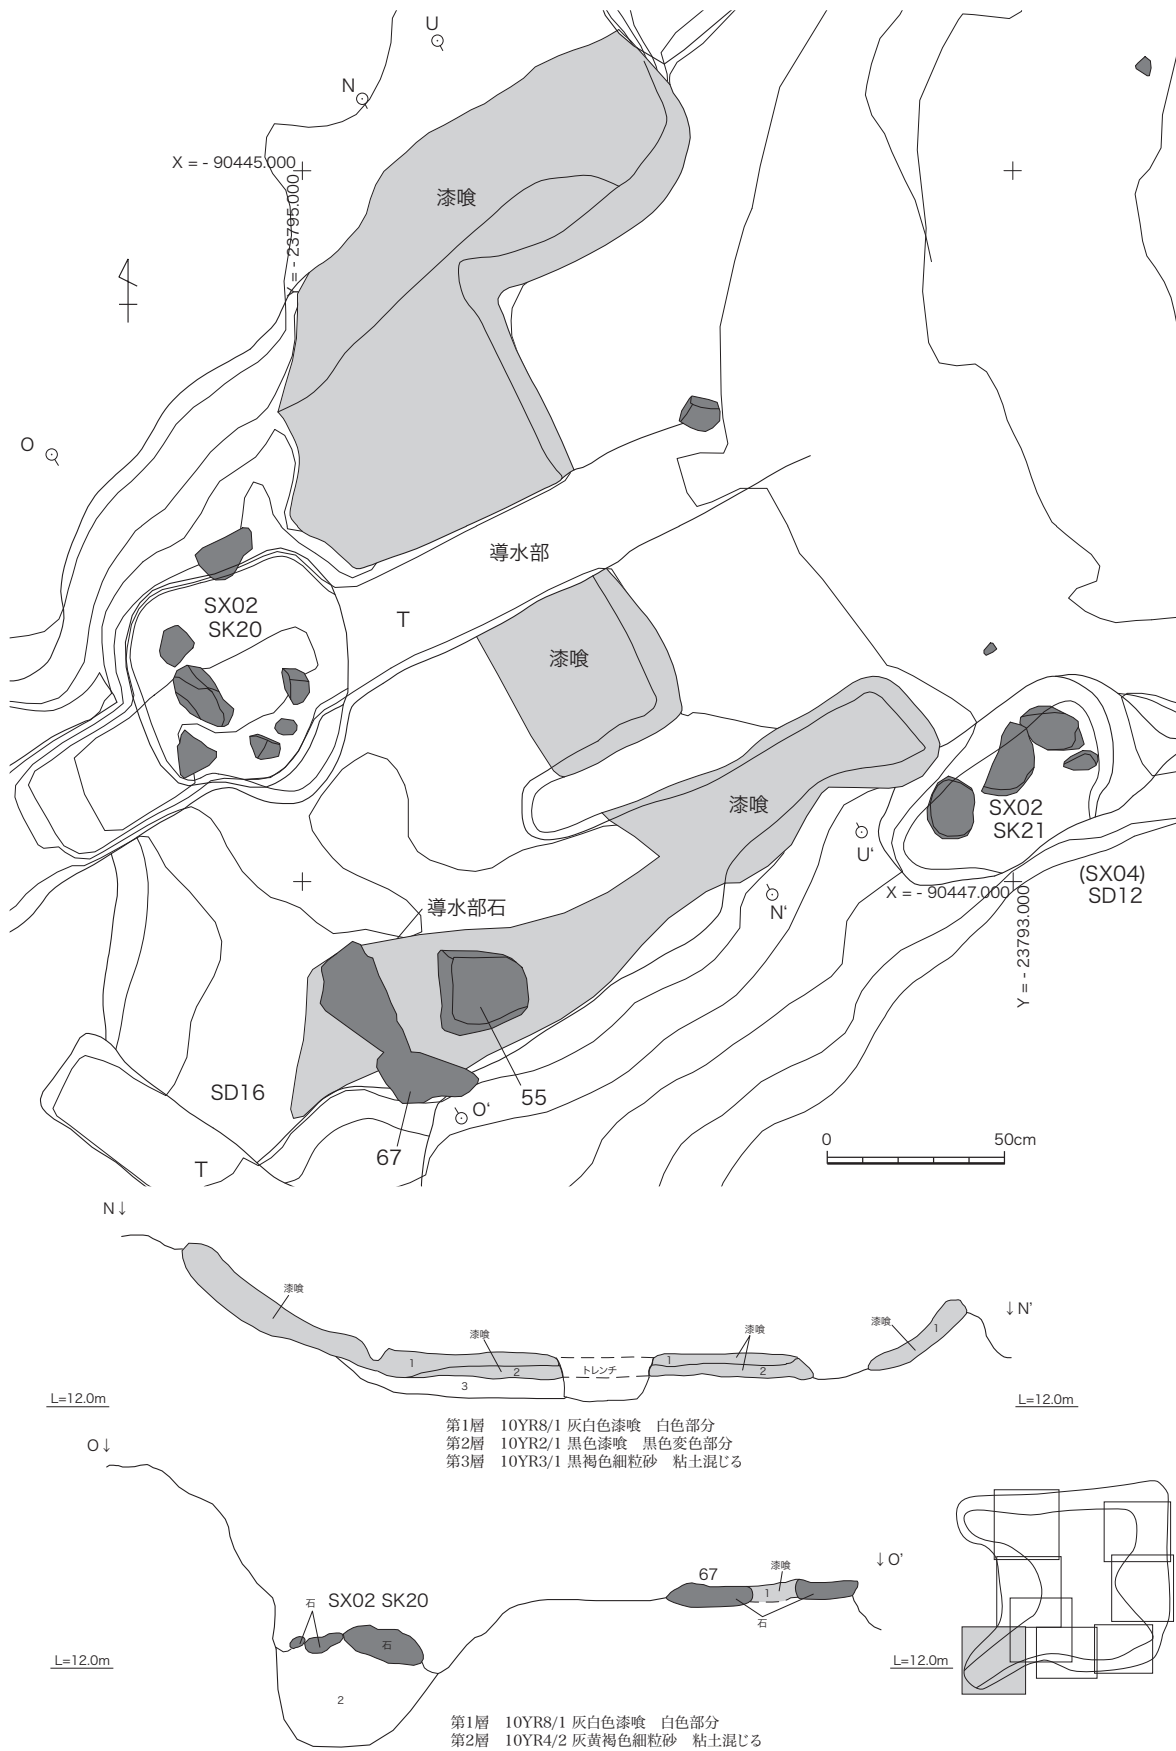 U
N
X = - 90445.000
Y = - 23795.000
漆喰
O
導水部
SX02
SK20
T
漆喰
漆喰
SX02
SK21
U'
N'
X = - 90447.000
Y = - 23793.000
(SX04)
SD12
導水部石
SD16
55
O'
67
T
0 50cm
N↓
漆喰
漆喰
漆喰
漆喰
↓N'
1
2
3
トレンチ
1
2
1
L=12.0m
L=12.0m
第1層 10YR8/1 灰白色漆喰 白色部分
第2層 10YR2/1 黒色漆喰 黒色変色部分
第3層 10YR3/1 黒褐色細粒砂 粘土混じる
O↓
↓O'
67
漆喰
1
石
石
SX02 SK20
石
L=12.0m
L=12.0m
2
第1層 10YR8/1 灰白色漆喰 白色部分
第2層 10YR4/2 灰黄褐色細粒砂 粘土混じる